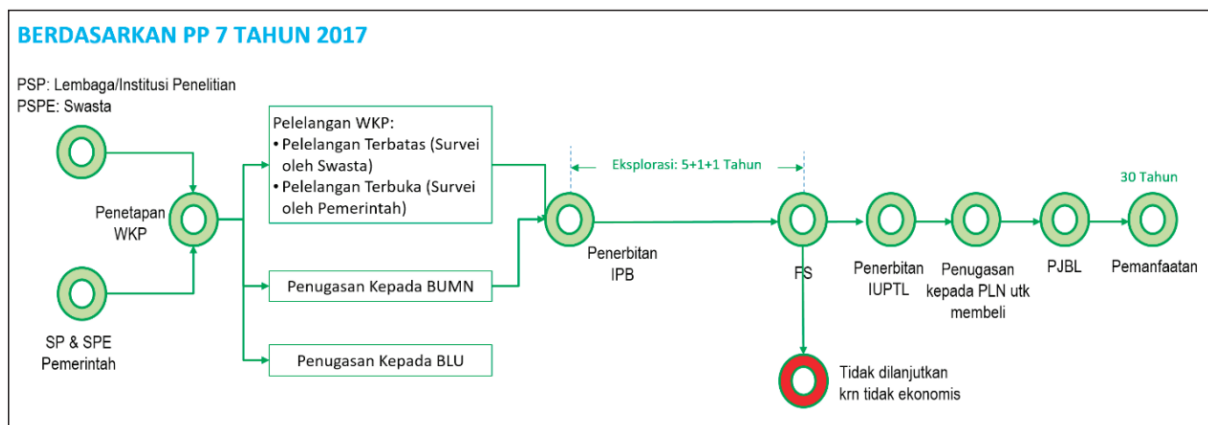 BERDASARKAN PP 7 TAHUN 2017
PSP: Lembaga/Institusi Penelitian
PSPE: Swasta
Penetapan
WKP
SP & SPE
Pemerintah
Pelelangan WKP:
• Pelelangan Terbatas (Survei
oleh Swasta)
• Pelelangan Terbuka (Survei
oleh Pemerintah)
Penugasan Kepada BUMN
Penugasan Kepada BLU
Eksplorasi: 5+1+1 Tahun
Penerbitan
IPB
FS
Tidak dilanjutkan
krn tidak ekonomis
Penerbitan
IUPTL
Penugasan
kepada PLN utk
membeli
PJBL
30 Tahun
Pemanfaatan